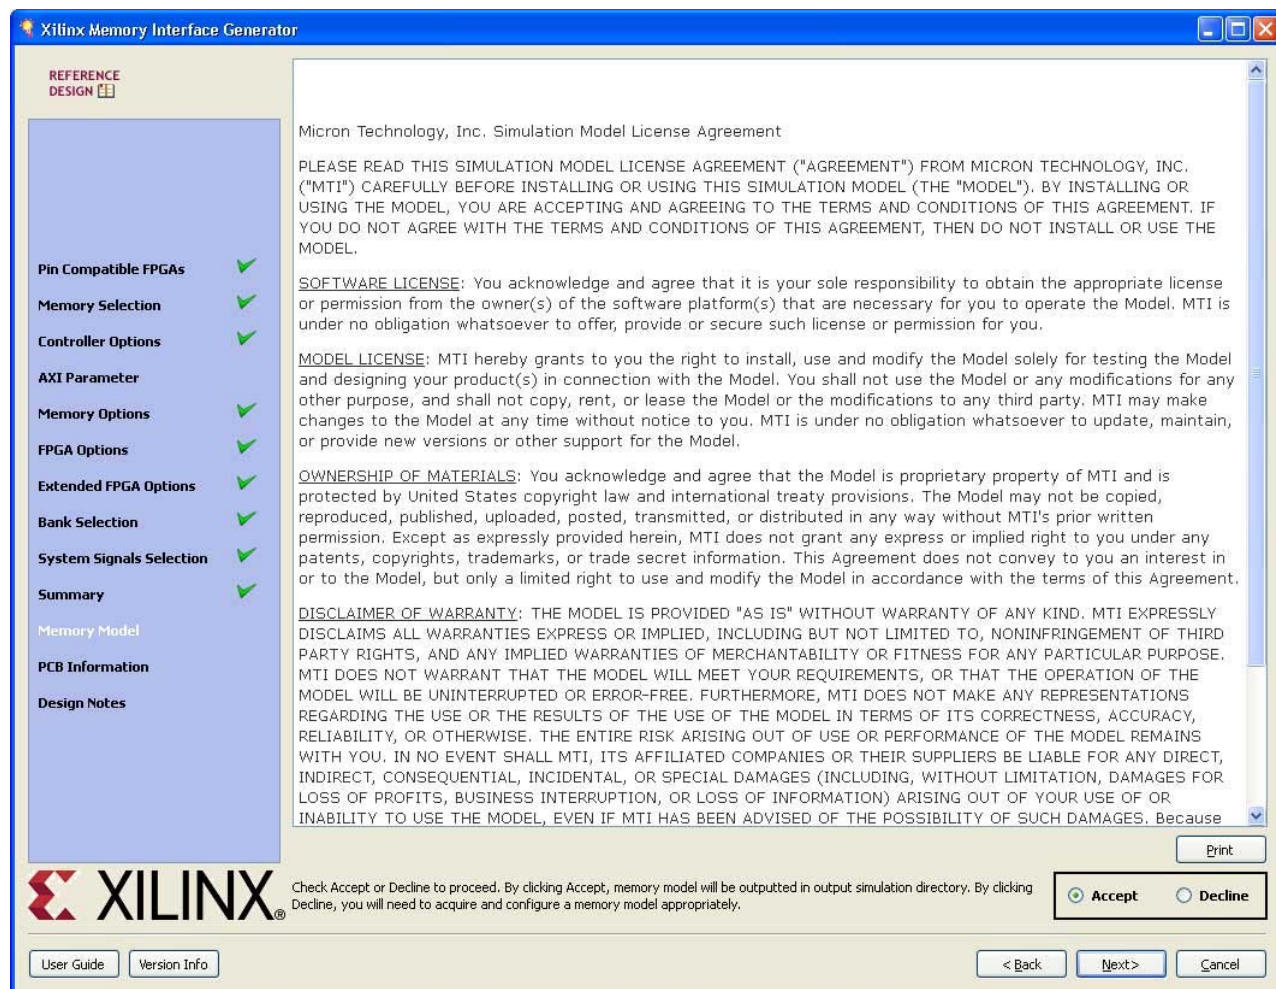 Xilinx Memory Interface Generator
REFERENCE
DESIGN
Pin Compatible FPGAs
Memory Selection
Controller Options
AXI Parameter
Memory Options
FPGA Options
Extended FPGA Options
Bank Selection
System Signals Selection
Summary
Memory Model
PCB Information
Design Notes
Micron Technology, Inc. Simulation Model License Agreement
PLEASE READ THIS SIMULATION MODEL LICENSE AGREEMENT ("AGREEMENT") FROM MICRON TECHNOLOGY, INC.
("MTI") CAREFULLY BEFORE INSTALLING OR USING THIS SIMULATION MODEL (THE "MODEL"). BY INSTALLING OR
USING THE MODEL, YOU ARE ACCEPTING AND AGREEING TO THE TERMS AND CONDITIONS OF THIS AGREEMENT. IF
YOU DO NOT AGREE WITH THE TERMS AND CONDITIONS OF THIS AGREEMENT, THEN DO NOT INSTALL OR USE THE
MODEL.
SOFTWARE LICENSE: You acknowledge and agree that it is your sole responsibility to obtain the appropriate license
or permission from the owner(s) of the software platform(s) that are necessary for you to operate the Model. MTI is
under no obligation whatsoever to offer, provide or secure such license or permission for you.
MODEL LICENSE: MTI hereby grants to you the right to install, use and modify the Model solely for testing the Model
and designing your product(s) in connection with the Model. You shall not use the Model or any modifications for any
other purpose, and shall not copy, rent, or lease the Model or the modifications to any third party. MTI may make
changes to the Model at any time without notice to you. MTI is under no obligation whatsoever to update, maintain,
or provide new versions or other support for the Model.
OWNERSHIP OF MATERIALS: You acknowledge and agree that the Model is proprietary property of MTI and is
protected by United States copyright law and international treaty provisions. The Model may not be copied,
reproduced, published, uploaded, posted, transmitted, or distributed in any way without MTI's prior written
permission. Except as expressly provided herein, MTI does not grant any express or implied right to you under any
patents, copyrights, trademarks, or trade secret information. This Agreement does not convey to you an interest in
or to the Model, but only a limited right to use and modify the Model in accordance with the terms of this Agreement.
DISCLAIMER OF WARRANTY: THE MODEL IS PROVIDED "AS IS" WITHOUT WARRANTY OF ANY KIND. MTI EXPRESSLY
DISCLAIMS ALL WARRANTIES EXPRESS OR IMPLIED, INCLUDING BUT NOT LIMITED TO, NONINFRINGEMENT OF THIRD
PARTY RIGHTS, AND ANY IMPLIED WARRANTIES OF MERCHANTABILITY OR FITNESS FOR ANY PARTICULAR PURPOSE.
MTI DOES NOT WARRANT THAT THE MODEL WILL MEET YOUR REQUIREMENTS, OR THAT THE OPERATION OF THE
MODEL WILL BE UNINTERRUPTED OR ERROR-FREE. FURTHERMORE, MTI DOES NOT MAKE ANY REPRESENTATIONS
REGARDING THE USE OR THE RESULTS OF THE USE OF THE MODEL IN TERMS OF ITS CORRECTNESS, ACCURACY,
RELIABILITY, OR OTHERWISE. THE ENTIRE RISK ARISING OUT OF USE OR PERFORMANCE OF THE MODEL REMAINS
WITH YOU. IN NO EVENT SHALL MTI, ITS AFFILIATED COMPANIES OR THEIR SUPPLIERS BE LIABLE FOR ANY DIRECT,
INDIRECT, CONSEQUENTIAL, INCIDENTAL, OR SPECIAL DAMAGES (INCLUDING, WITHOUT LIMITATION, DAMAGES FOR
LOSS OF PROFITS, BUSINESS INTERRUPTION, OR LOSS OF INFORMATION) ARISING OUT OF YOUR USE OF OR
INABILITY TO USE THE MODEL, EVEN IF MTI HAS BEEN ADVISED OF THE POSSIBILITY OF SUCH DAMAGES. Because
Print
XILINX®
Check Accept or Decline to proceed. By clicking Accept, memory model will be outputted in output simulation directory. By clicking
Decline, you will need to acquire and configure a memory model appropriately.
Accept Decline
User Guide Version Info < Back Next> Cancel